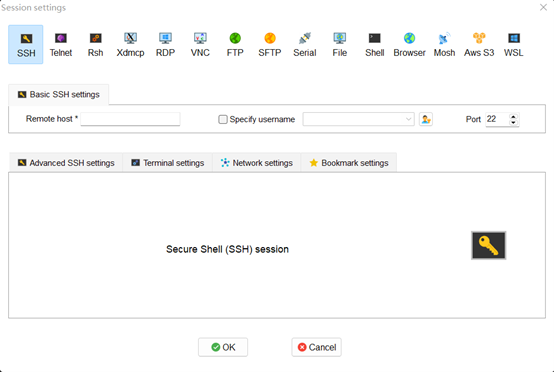 Session settings
SSH Telnet Rsh Xdmcp RDP VNC FTP SFTP Serial File Shell Browser Mosh Aws S3 WSL
Basic SSH settings
Remote host * Specify username Port 22
Advanced SSH settings Terminal settings Network settings Bookmark settings
Secure Shell (SSH) session
OK Cancel